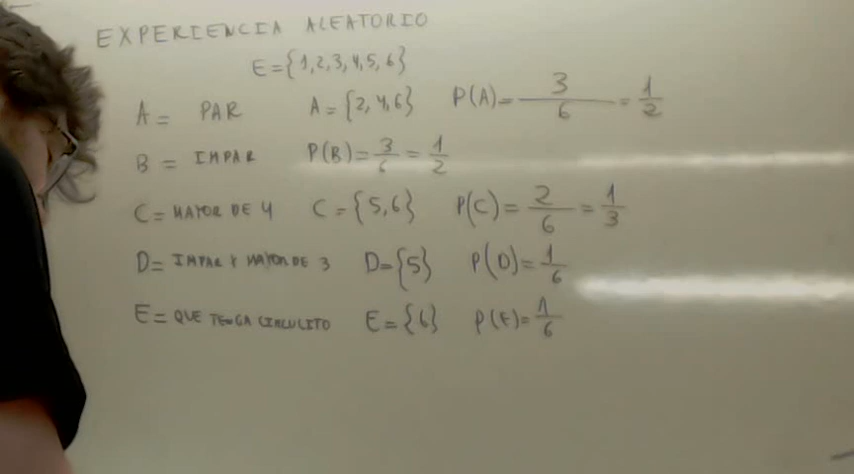 EXPERIENCIA ALEATORIO
E={1,2,3,4,5,6}
A= PAR A={2,4,6} P(A)=3/6=1/2
B= IMPAR P(B)=3/6=1/2
C= MAYOR DE 4 C={5,6} P(C)=2/6=1/3
D= IMPAR Y MAYOR DE 3 D={5} P(D)=1/6
E= QUE TENGA CIRCULITO E={6} P(E)=1/6